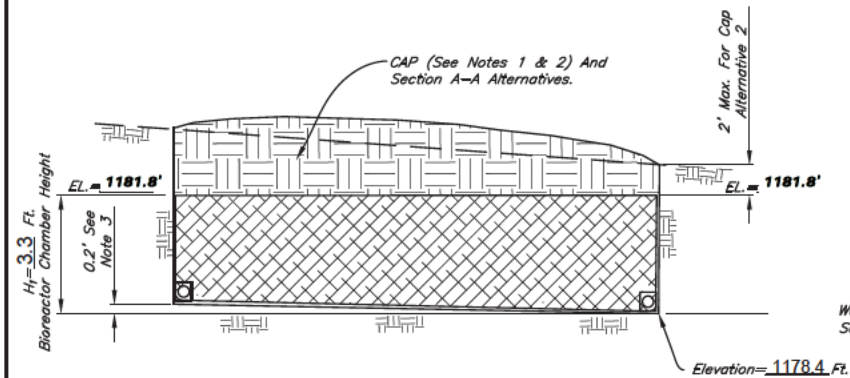 CAP (See Notes 1 & 2) And
Section A-A Alternatives.
2' Max. For Cap
Alternative 2
EL.= 1181.8'
EL.= 1181.8'
H₁= 3.3 Ft.
Bioreactor Chamber Height
0.2' See
Note 3
Elevation= 1178.4 Ft.